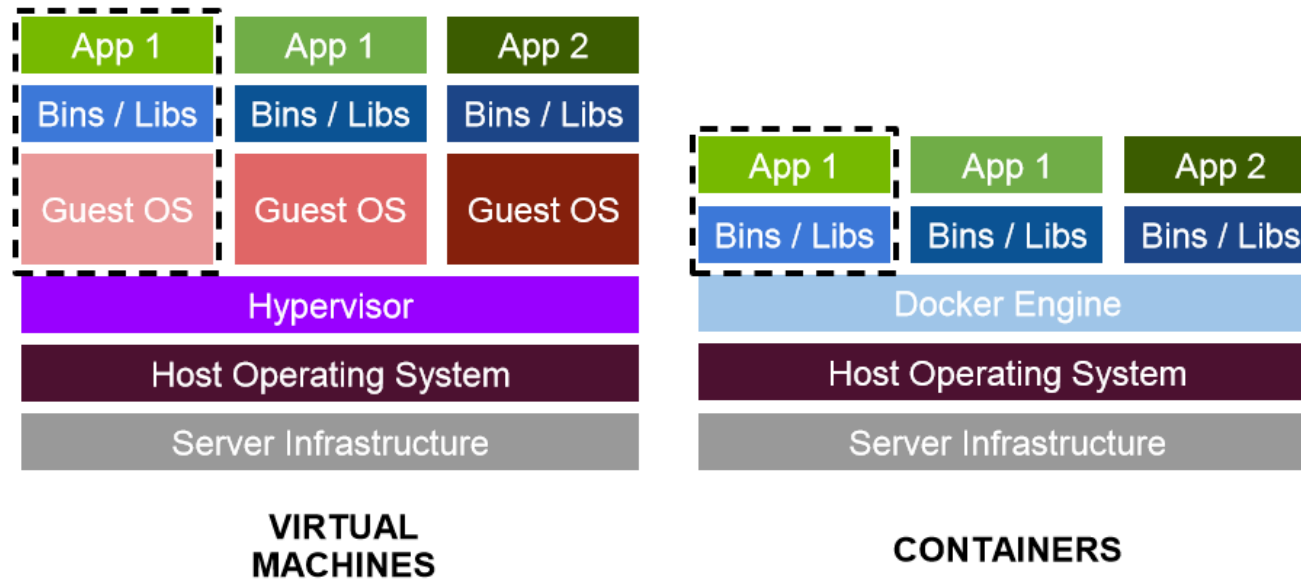 App 1
App 1
App 2
Bins / Libs
Bins / Libs
Bins / Libs
Guest OS
Guest OS
Guest OS
Hypervisor
Host Operating System
Server Infrastructure
VIRTUAL
MACHINES
App 1
App 1
App 2
Bins / Libs
Bins / Libs
Bins / Libs
Docker Engine
Host Operating System
Server Infrastructure
CONTAINERS